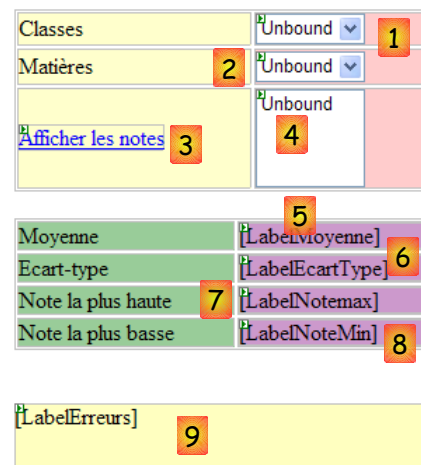 Classes Unbound 1
Matières 2 Unbound
Unbound
Afficher les notes 3 4
5
Moyenne [LabelMoyenne] 6
Ecart-type [LabelEcartType]
Note la plus haute 7 [LabelNotemax]
Note la plus basse [LabelNoteMin] 8
[LabelErreurs]
9